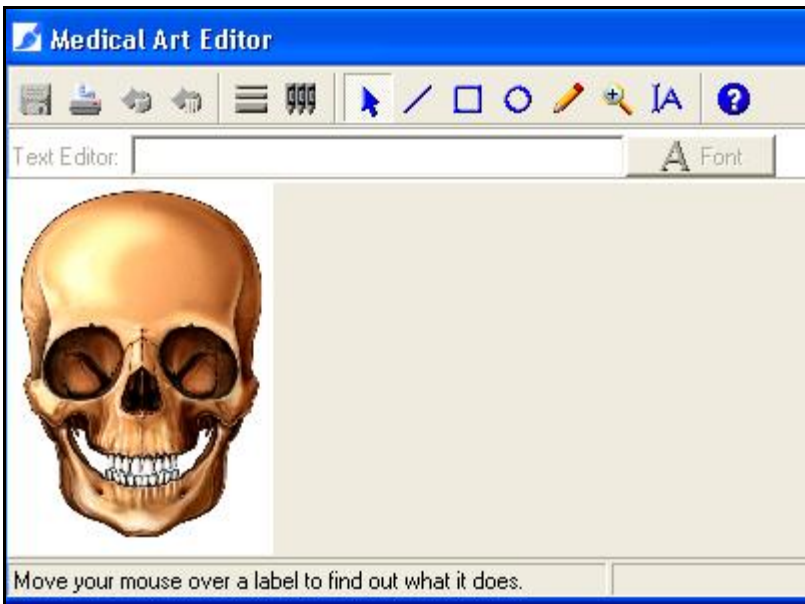 Medical Art Editor
A
Text Editor:
A Font
Move your mouse over a label to find out what it does.